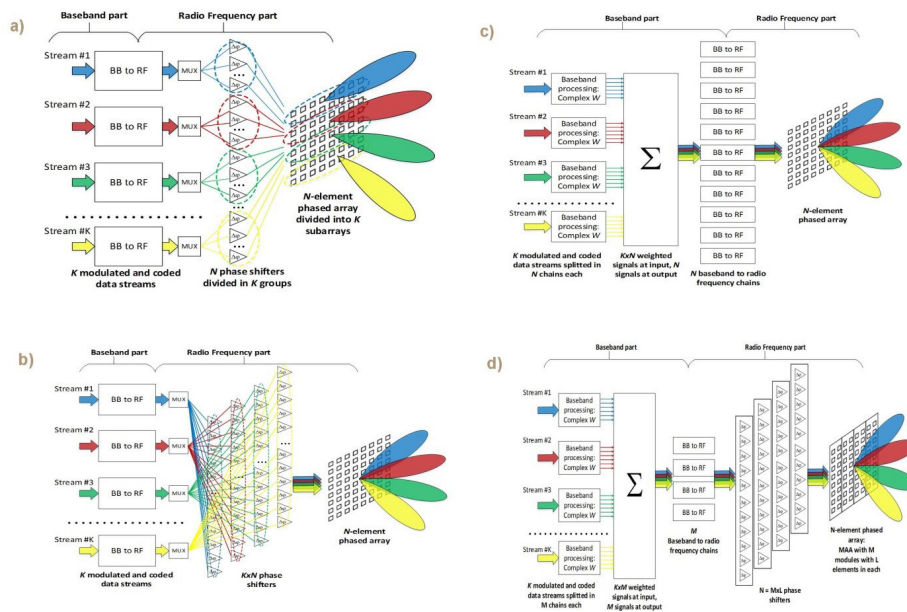 a)
Baseband part
Radio Frequency part
Stream #1
BB to RF
MUX
Δφ
Δφ
...
Δφ
Stream #2
BB to RF
MUX
Δφ
Δφ
...
Δφ
Stream #3
BB to RF
MUX
Δφ
Δφ
...
Δφ
Stream #K
BB to RF
MUX
Δφ
Δφ
...
Δφ
K modulated and coded
data streams
N phase shifters
divided in K groups
N-element
phased array
divided into K
subarrays
c)
Baseband part
Radio Frequency part
Stream #1
Baseband
processing:
Complex W
Stream #2
Baseband
processing:
Complex W
Stream #3
Baseband
processing:
Complex W
Stream #K
Baseband
processing:
Complex W
Σ
BB to RF
BB to RF
BB to RF
BB to RF
BB to RF
BB to RF
BB to RF
BB to RF
BB to RF
BB to RF
BB to RF
K modulated and coded
data streams splitted in
N chains each
KxN weighted
signals at input, N
signals at output
N baseband to radio
frequency chains
N-element
phased
array
b)
Baseband part
Radio Frequency part
Stream #1
BB to RF
MUX
Stream #2
BB to RF
MUX
Stream #3
BB to RF
MUX
Stream #K
BB to RF
MUX
K modulated and coded
data streams
KxN phase
shifters
N-element
phased array
d)
Baseband part
Radio Frequency part
Stream #1
Baseband
processing:
Complex W
Stream #2
Baseband
processing:
Complex W
Stream #3
Baseband
processing:
Complex W
Stream #K
Baseband
processing:
Complex W
Σ
BB to RF
BB to RF
BB to RF
BB to RF
M
Baseband to radio
frequency chains
K modulated and coded
data streams splitted in
M chains each
KxM weighted
signals at input,
M signals at output
N = MxL phase
shifters
N-element phased
array:
MAA with M
modules with L
elements in each